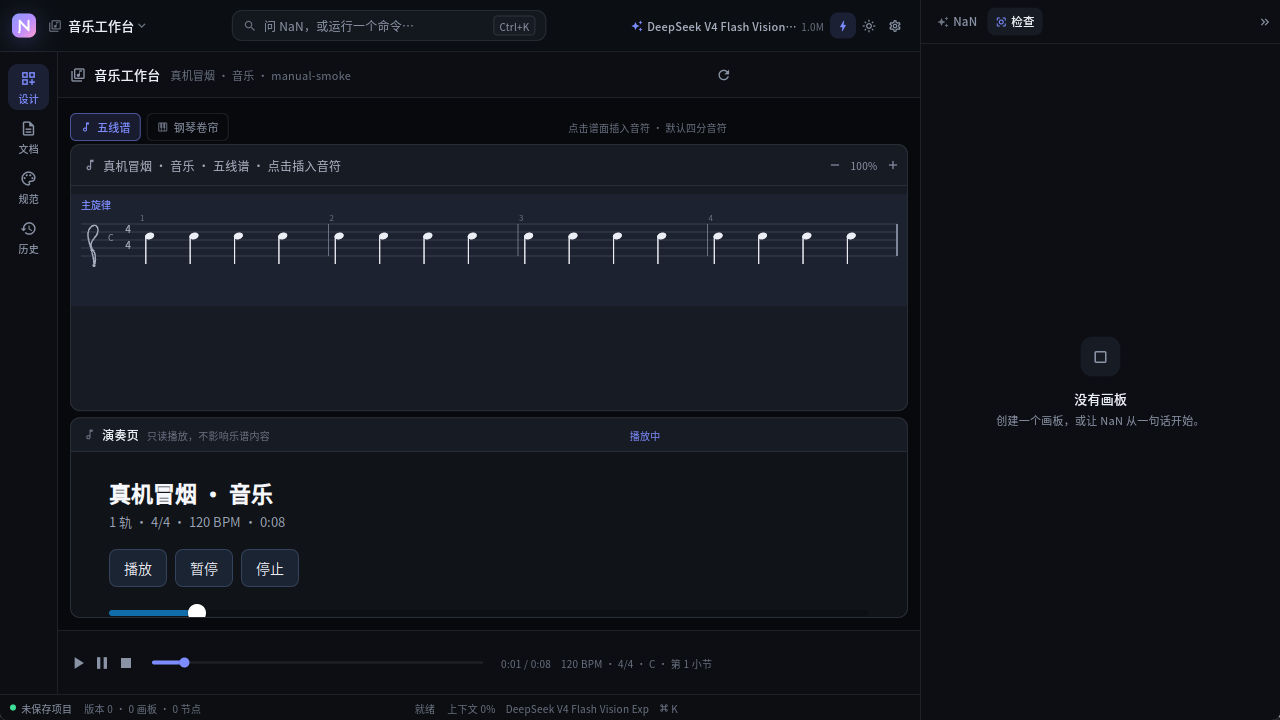 N 音乐工作台
问 NaN，或运行一个命令… Ctrl+K
DeepSeek V4 Flash Vision… 1.0M
NaN 检查
设计
文档
规范
历史
音乐工作台 真机冒烟 · 音乐 · manual-smoke
五线谱 钢琴卷帘 点击谱面插入音符 · 默认四分音符
真机冒烟 · 音乐 · 五线谱 · 点击插入音符 − 100% +
主旋律
1 2 3 4
C 4 4
演奏页 只读播放，不影响乐谱内容 播放中
真机冒烟 · 音乐
1 轨 · 4/4 · 120 BPM · 0:08
播放 暂停 停止
0:01 / 0:08 120 BPM · 4/4 · C · 第 1 小节
没有画板
创建一个画板，或让 NaN 从一句话开始。
未保存项目 版本 0 · 0 画板 · 0 节点 就绪 上下文 0% DeepSeek V4 Flash Vision Exp ⌘ K